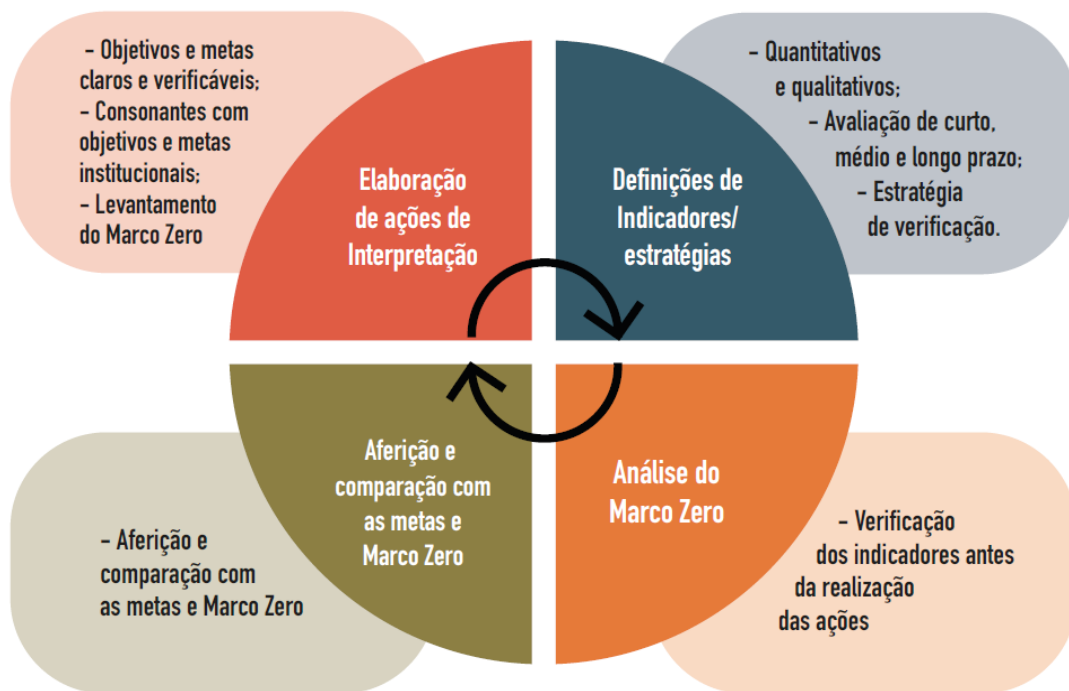 – Objetivos e metas
claros e verificáveis;
– Consonantes com
objetivos e metas
institucionais;
– Levantamento
do Marco Zero
Elaboração
de ações de
Interpretação
Definições de
Indicadores/
estratégias
– Quantitativos
e qualitativos;
– Avaliação de curto,
médio e longo prazo;
– Estratégia
de verificação.
– Aferição e
comparação com
as metas e Marco Zero
Aferição e
comparação com
as metas e
Marco Zero
Análise do
Marco Zero
– Verificação
dos indicadores antes
da realização
das ações